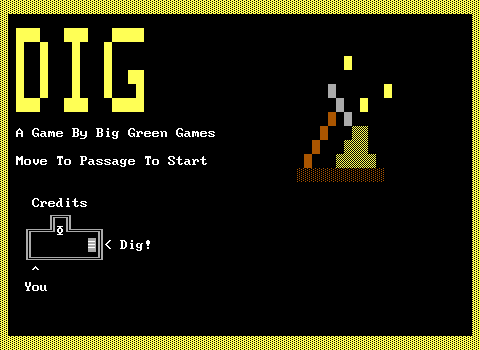 DIG
A Game By Big Green Games
Move To Passage To Start
Credits
< Dig!
^
You